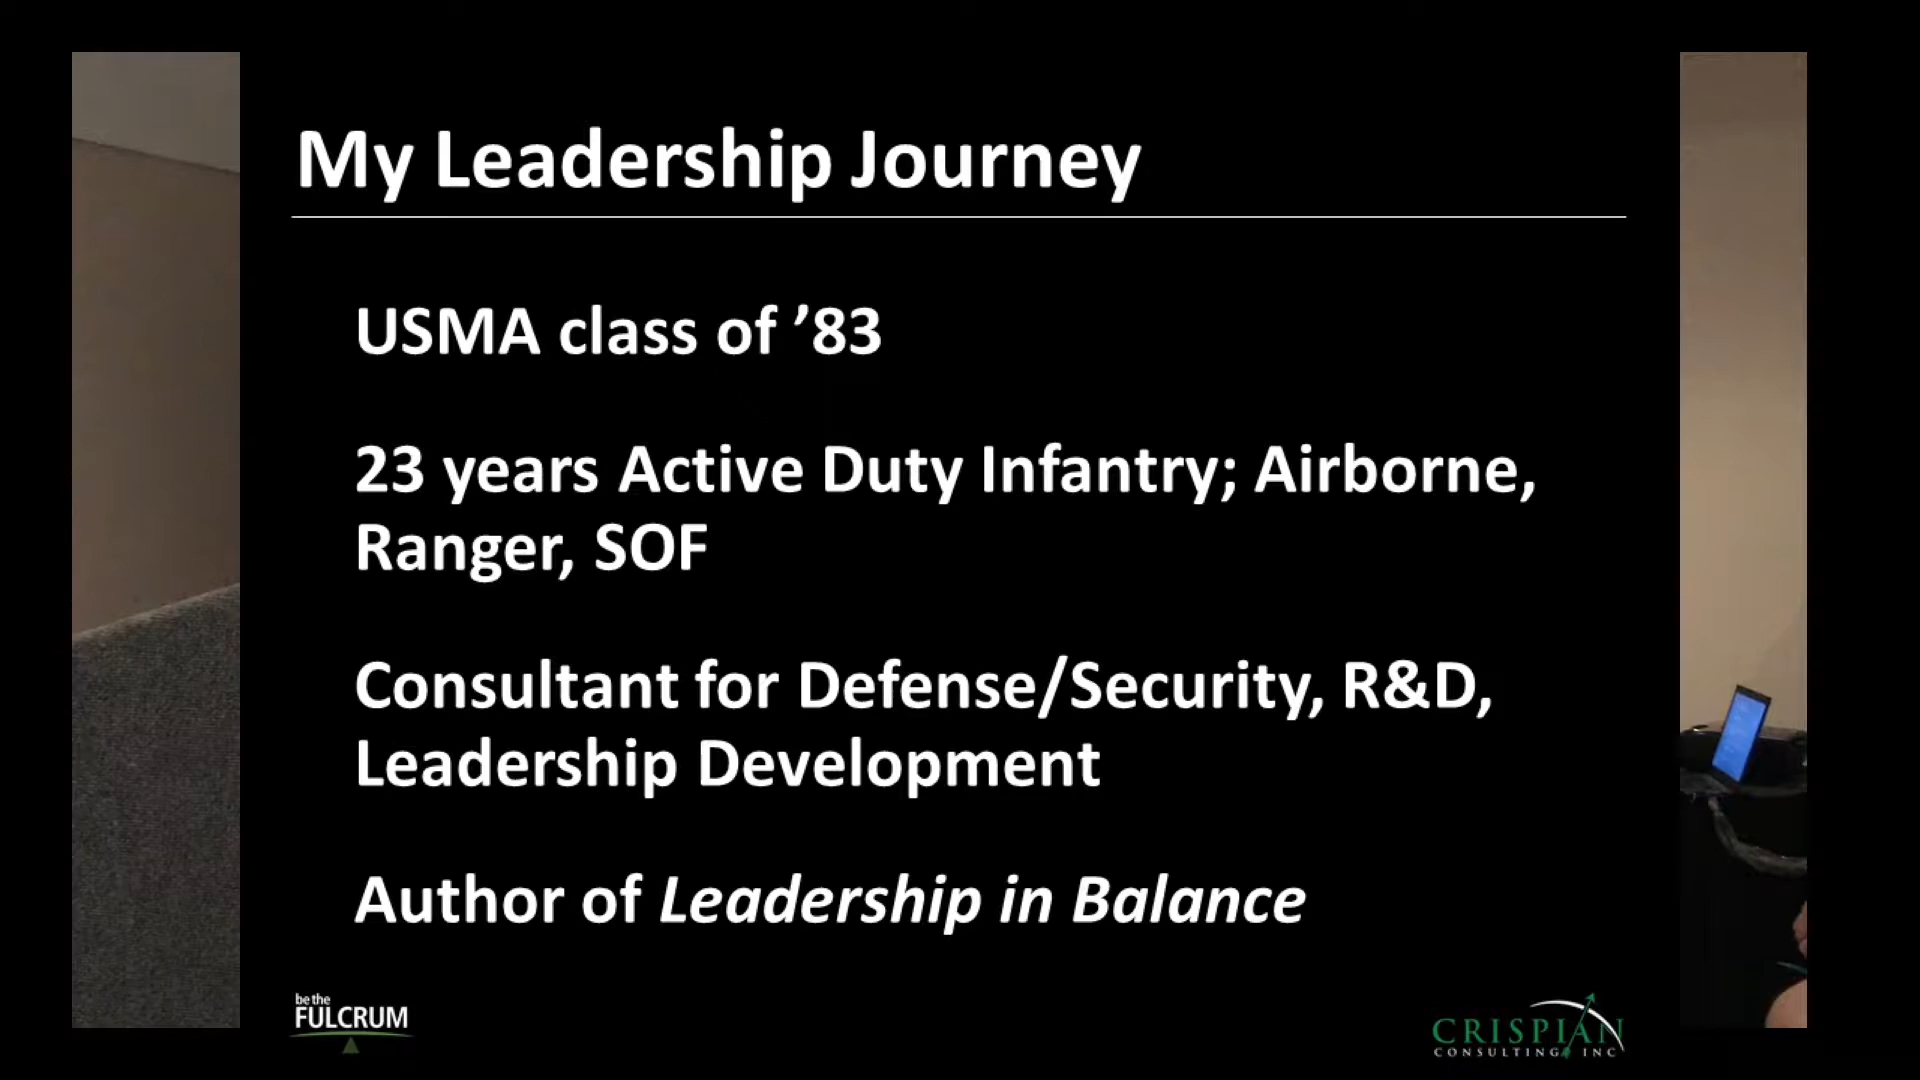 My Leadership Journey
USMA class of ’83
23 years Active Duty Infantry; Airborne,
Ranger, SOF
Consultant for Defense/Security, R&D,
Leadership Development
Author of Leadership in Balance
be the
FULCRUM
CRISPIAN
CONSULTING INC